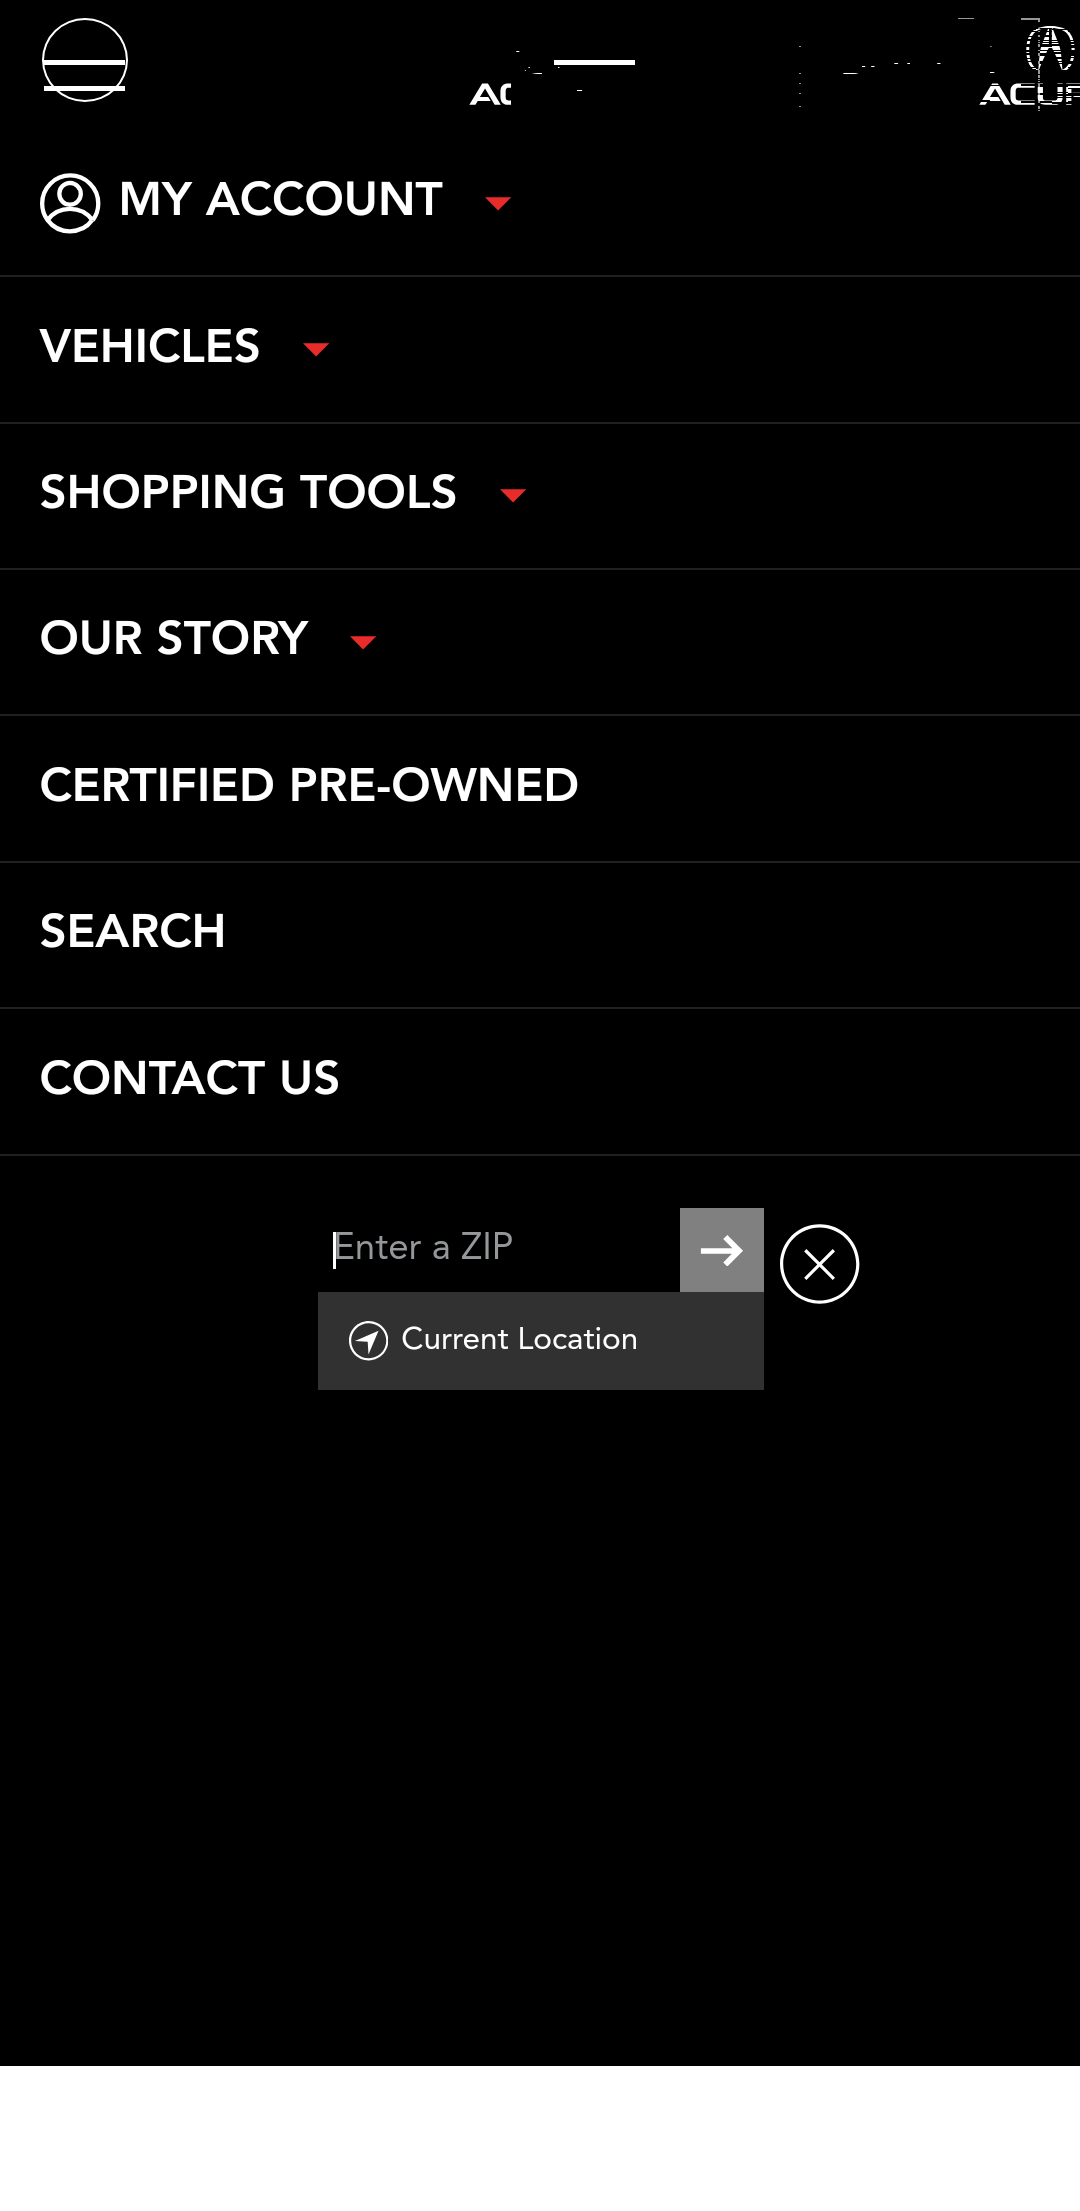 MY ACCOUNT
VEHICLES
SHOPPING TOOLS
OUR STORY
CERTIFIED PRE-OWNED
SEARCH
CONTACT US
Enter a ZIP
Current Location